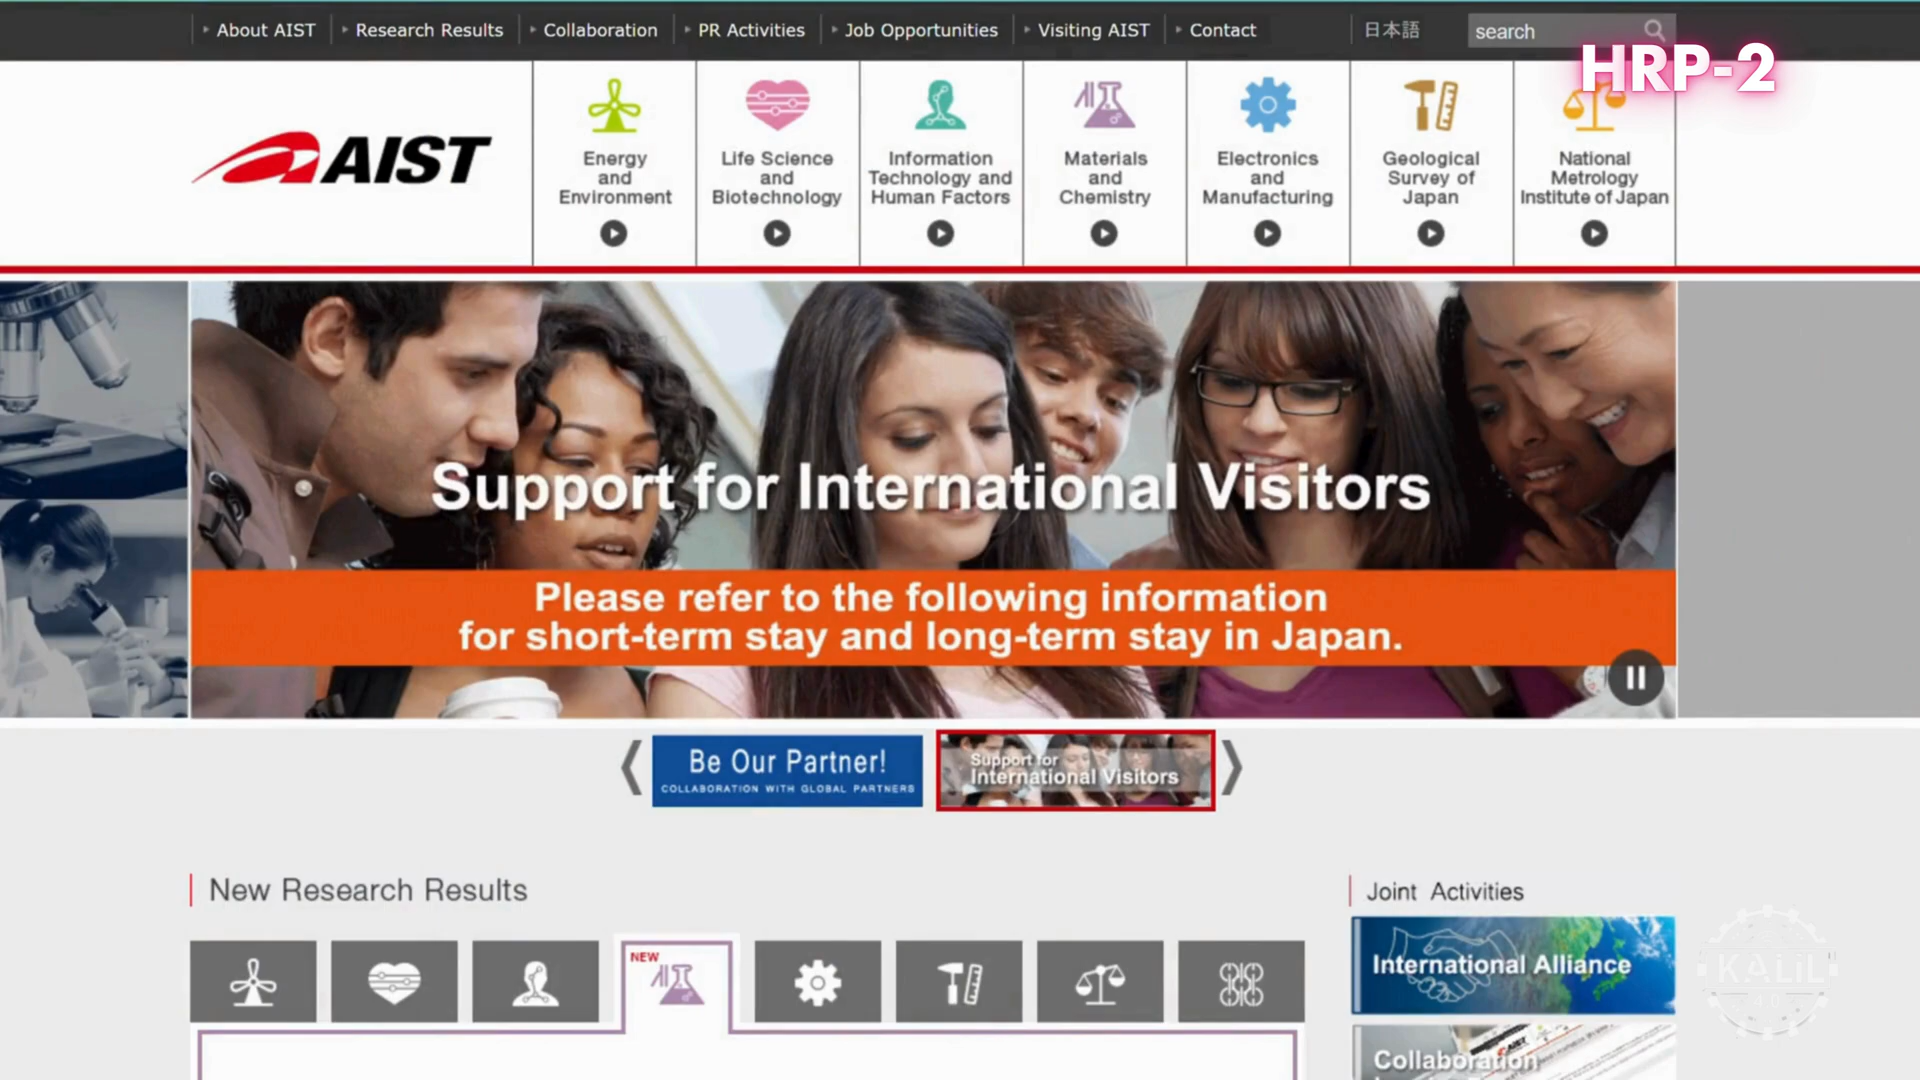 About AIST
Research Results
Collaboration
PR Activities
Job Opportunities
Visiting AIST
Contact
日本語
search
HRP-2
AIST
Energy
and
Environment
Life Science
and
Biotechnology
Information
Technology and
Human Factors
Materials
and
Chemistry
Electronics
and
Manufacturing
Geological
Survey of
Japan
National
Metrology
Institute of Japan
Support for International Visitors
Please refer to the following information
for short-term stay and long-term stay in Japan.
Be Our Partner!
COLLABORATION WITH GLOBAL PARTNERS
Support for
International Visitors
New Research Results
NEW
Joint Activities
International Alliance
Collaboration
KALIL